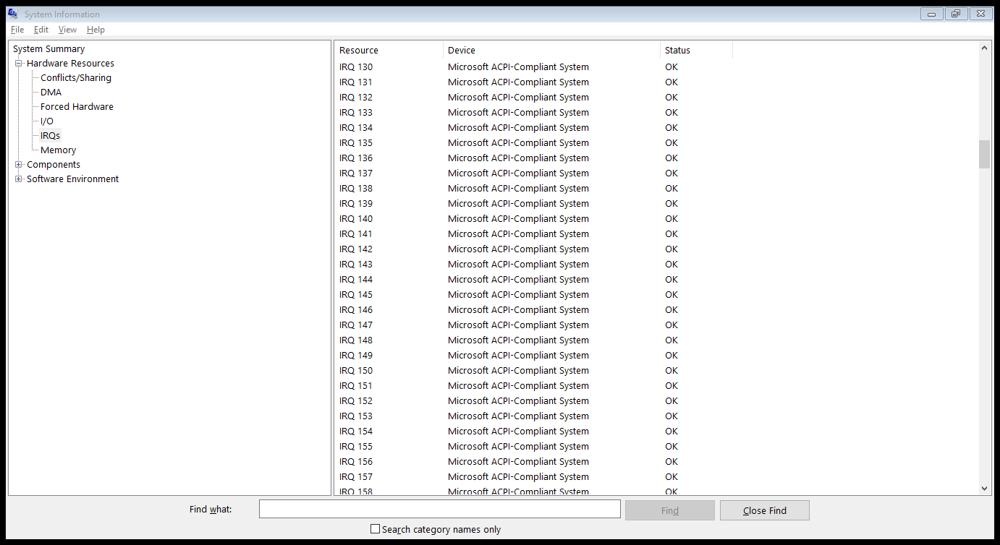 System Information
File Edit View Help
System Summary
Hardware Resources
Conflicts/Sharing
DMA
Forced Hardware
I/O
IRQs
Memory
Components
Software Environment
Resource Device Status
IRQ 130 Microsoft ACPI-Compliant System OK
IRQ 131 Microsoft ACPI-Compliant System OK
IRQ 132 Microsoft ACPI-Compliant System OK
IRQ 133 Microsoft ACPI-Compliant System OK
IRQ 134 Microsoft ACPI-Compliant System OK
IRQ 135 Microsoft ACPI-Compliant System OK
IRQ 136 Microsoft ACPI-Compliant System OK
IRQ 137 Microsoft ACPI-Compliant System OK
IRQ 138 Microsoft ACPI-Compliant System OK
IRQ 139 Microsoft ACPI-Compliant System OK
IRQ 140 Microsoft ACPI-Compliant System OK
IRQ 141 Microsoft ACPI-Compliant System OK
IRQ 142 Microsoft ACPI-Compliant System OK
IRQ 143 Microsoft ACPI-Compliant System OK
IRQ 144 Microsoft ACPI-Compliant System OK
IRQ 145 Microsoft ACPI-Compliant System OK
IRQ 146 Microsoft ACPI-Compliant System OK
IRQ 147 Microsoft ACPI-Compliant System OK
IRQ 148 Microsoft ACPI-Compliant System OK
IRQ 149 Microsoft ACPI-Compliant System OK
IRQ 150 Microsoft ACPI-Compliant System OK
IRQ 151 Microsoft ACPI-Compliant System OK
IRQ 152 Microsoft ACPI-Compliant System OK
IRQ 153 Microsoft ACPI-Compliant System OK
IRQ 154 Microsoft ACPI-Compliant System OK
IRQ 155 Microsoft ACPI-Compliant System OK
IRQ 156 Microsoft ACPI-Compliant System OK
IRQ 157 Microsoft ACPI-Compliant System OK
IRQ 158 Microsoft ACPI-Compliant System OK
Find what: Find Close Find
Search category names only